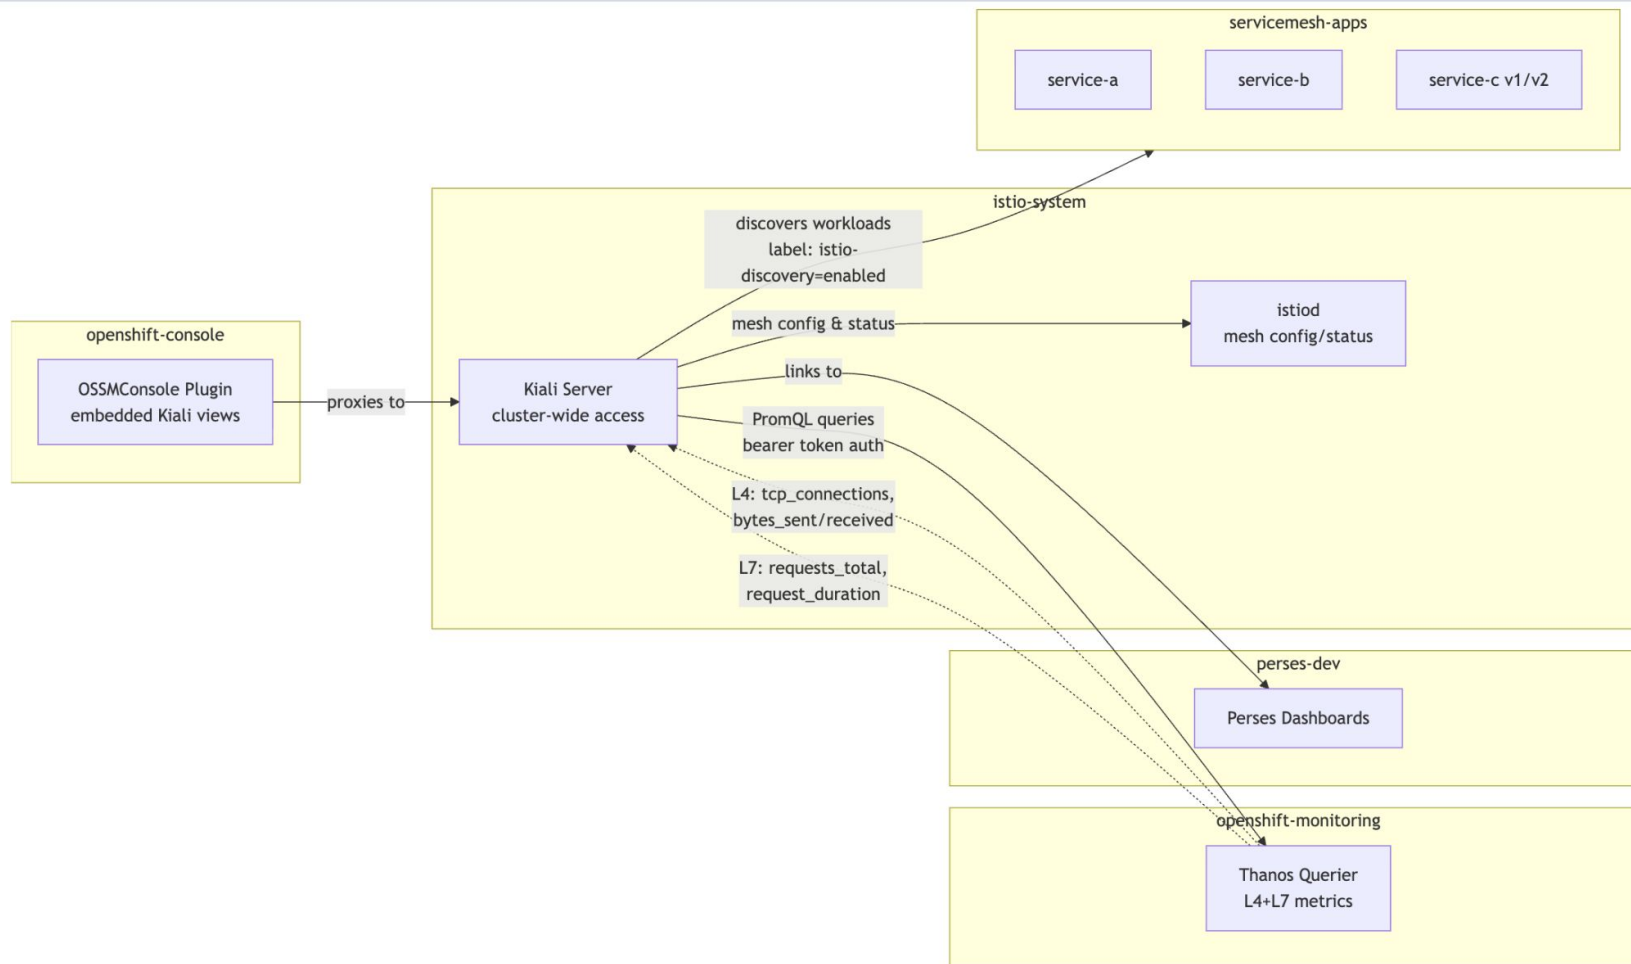 servicemesh-apps
service-a
service-b
service-c v1/v2
istio-system
discovers workloads
label: istio-
discovery=enabled
istiod
mesh config/status
mesh config & status
openshift-console
OSSMConsole Plugin
embedded Kiali views
proxies to
Kiali Server
cluster-wide access
links to
PromQL queries
bearer token auth
L4: tcp_connections,
bytes_sent/received
L7: requests_total,
request_duration
perses-dev
Perses Dashboards
openshift-monitoring
Thanos Querier
L4+L7 metrics